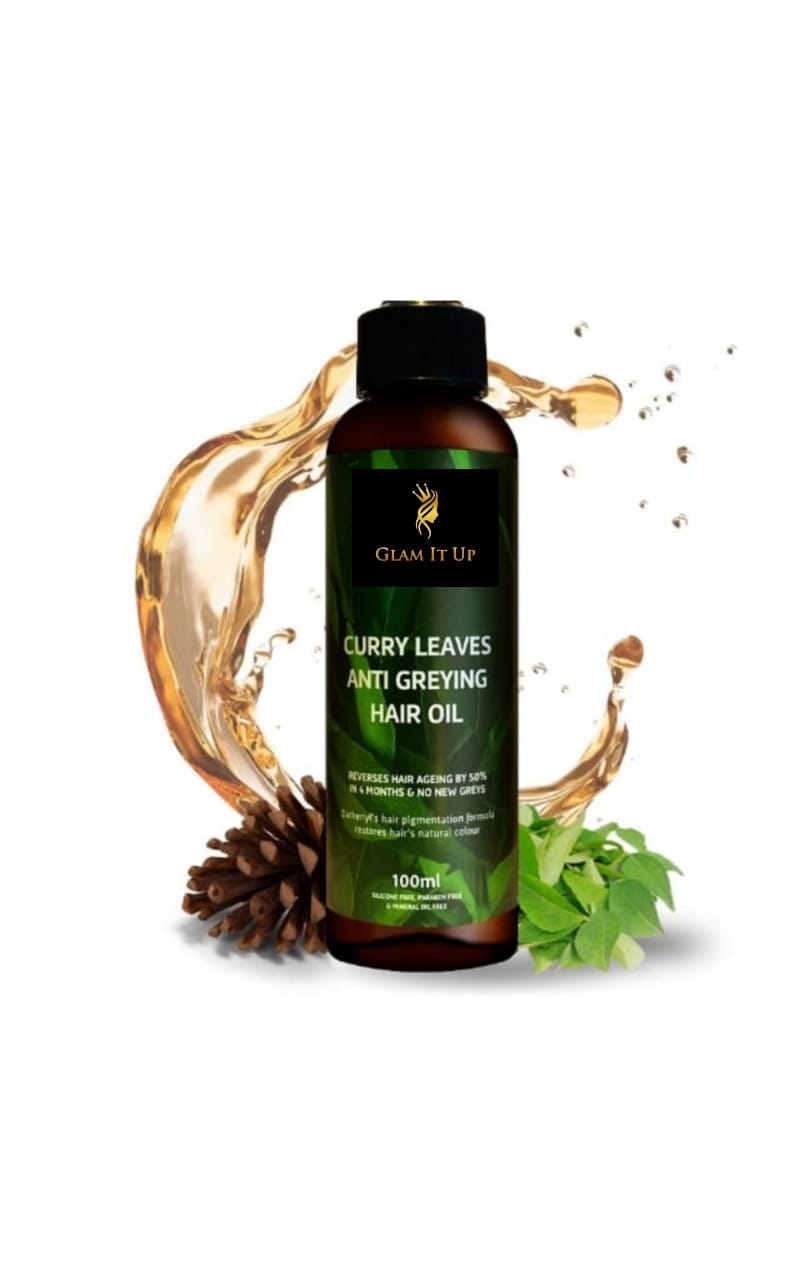 GLAM IT UP
CURRY LEAVES
ANTI GREYING
HAIR OIL
REVERSES HAIR AGEING BY 50%
IN 4 MONTHS & NO NEW GREYS
Darkenyl's hair pigmentation formula
restores hair's natural colour
100ml
SILICONE FREE, PARABEN FREE
& MINERAL OIL FREE